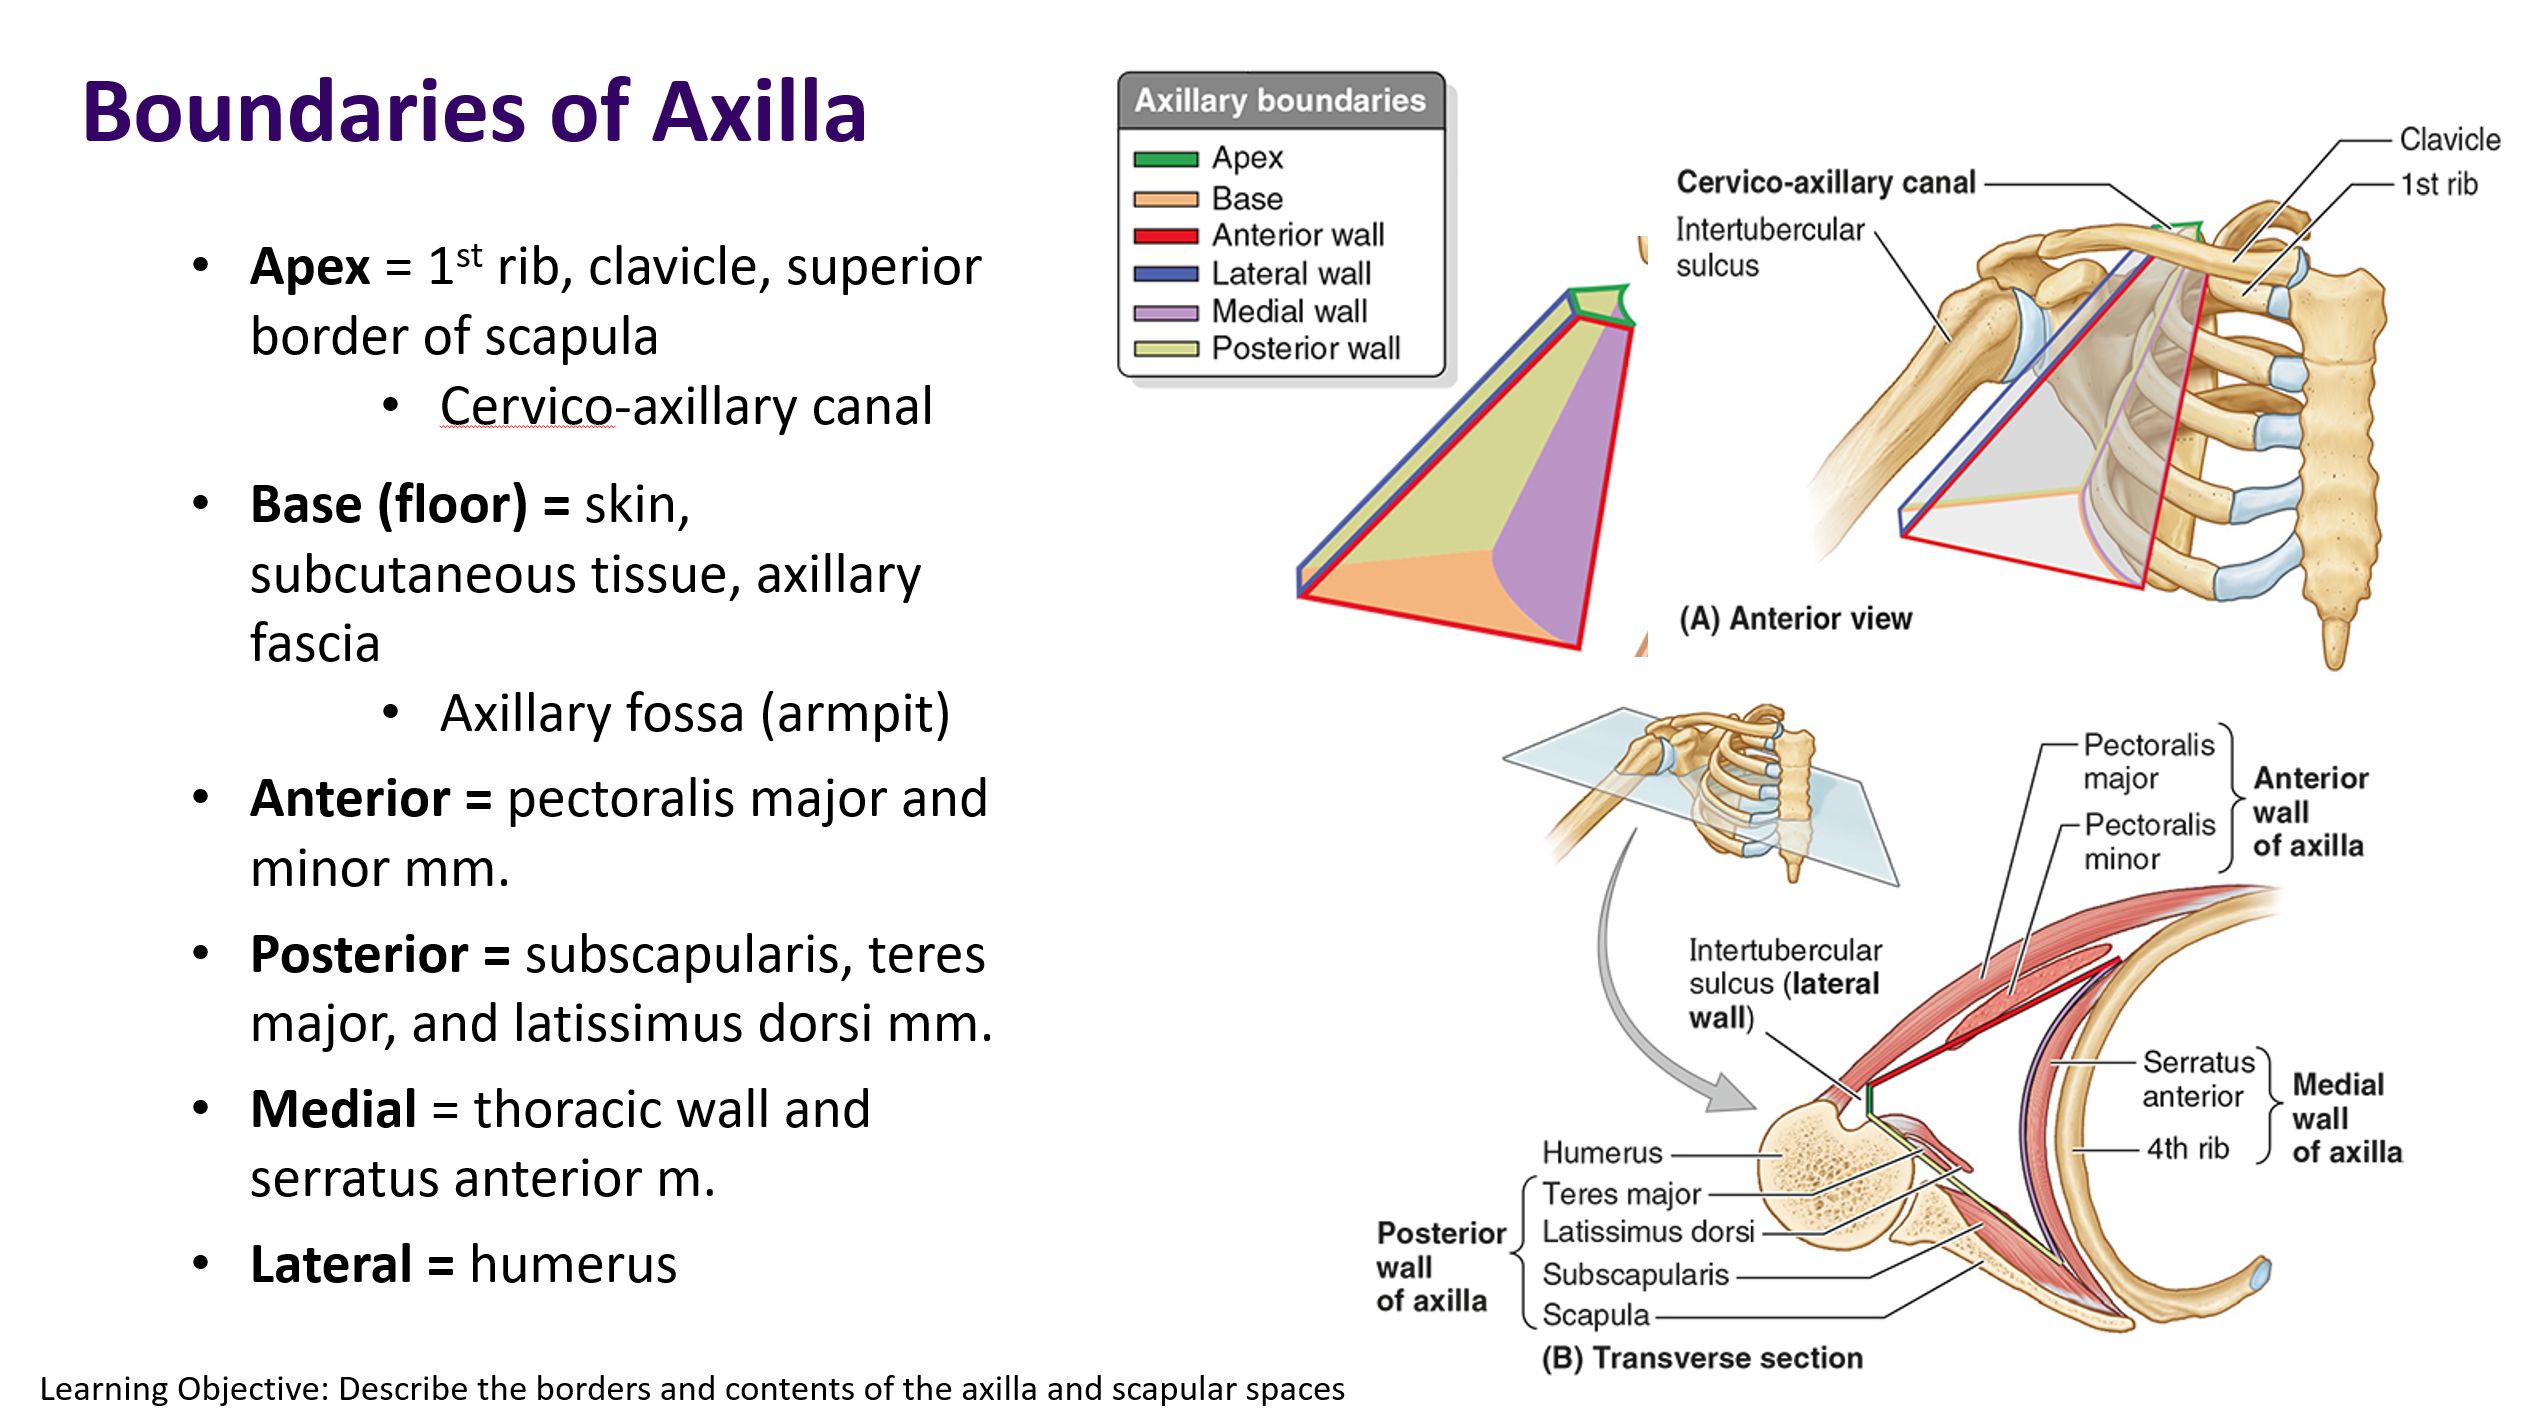 Boundaries of Axilla
• Apex = 1st rib, clavicle, superior
border of scapula
• Cervico-axillary canal
• Base (floor) = skin,
subcutaneous tissue, axillary
fascia
• Axillary fossa (armpit)
• Anterior = pectoralis major and
minor mm.
• Posterior = subscapularis, teres
major, and latissimus dorsi mm.
• Medial = thoracic wall and
serratus anterior m.
• Lateral = humerus
Learning Objective: Describe the borders and contents of the axilla and scapular spaces
Axillary boundaries
Apex
Base
Anterior wall
Lateral wall
Medial wall
Posterior wall
Clavicle
Cervico-axillary canal
1st rib
Intertubercular
sulcus
(A) Anterior view
Pectoralis
major
Pectoralis
minor
Anterior
wall
of axilla
Intertubercular
sulcus (lateral
wall)
Serratus
anterior
4th rib
Medial
wall
of axilla
Humerus
Teres major
Latissimus dorsi
Subscapularis
Scapula
Posterior
wall
of axilla
(B) Transverse section